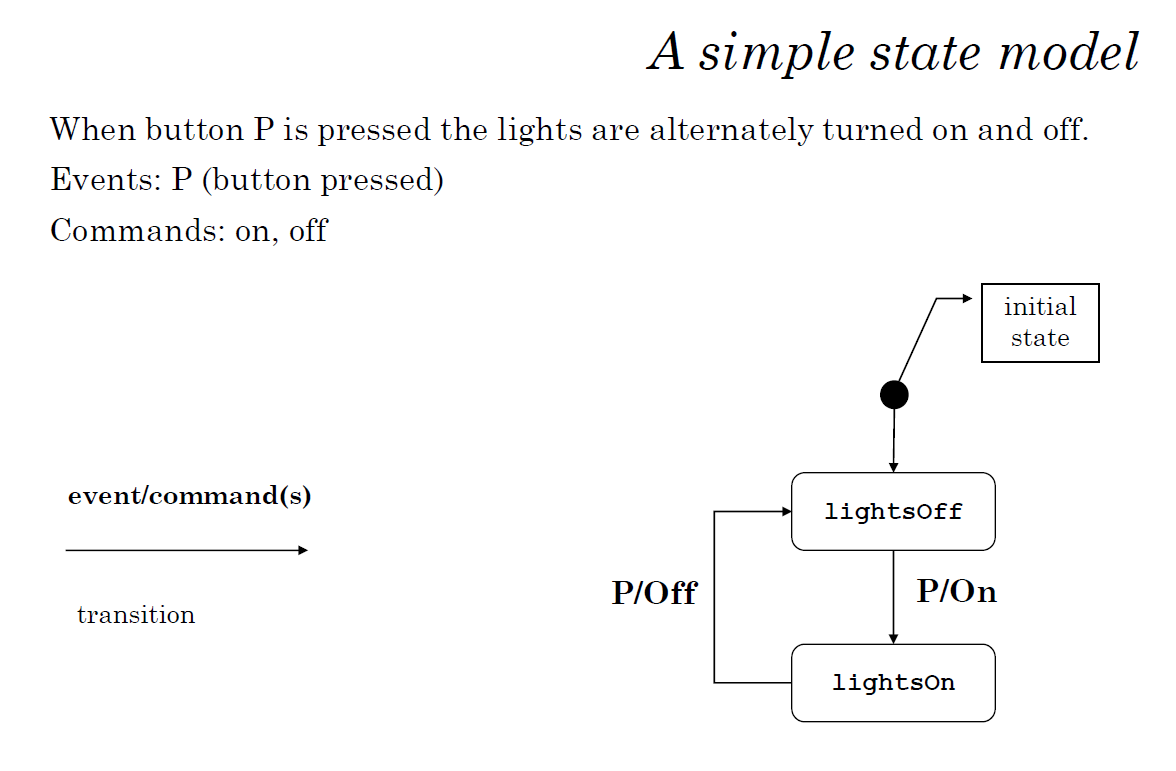 A simple state model
When button P is pressed the lights are alternately turned on and off.
Events: P (button pressed)
Commands: on, off
initial
state
event/command(s)
transition
lightsOff
P/Off
P/On
lightsOn